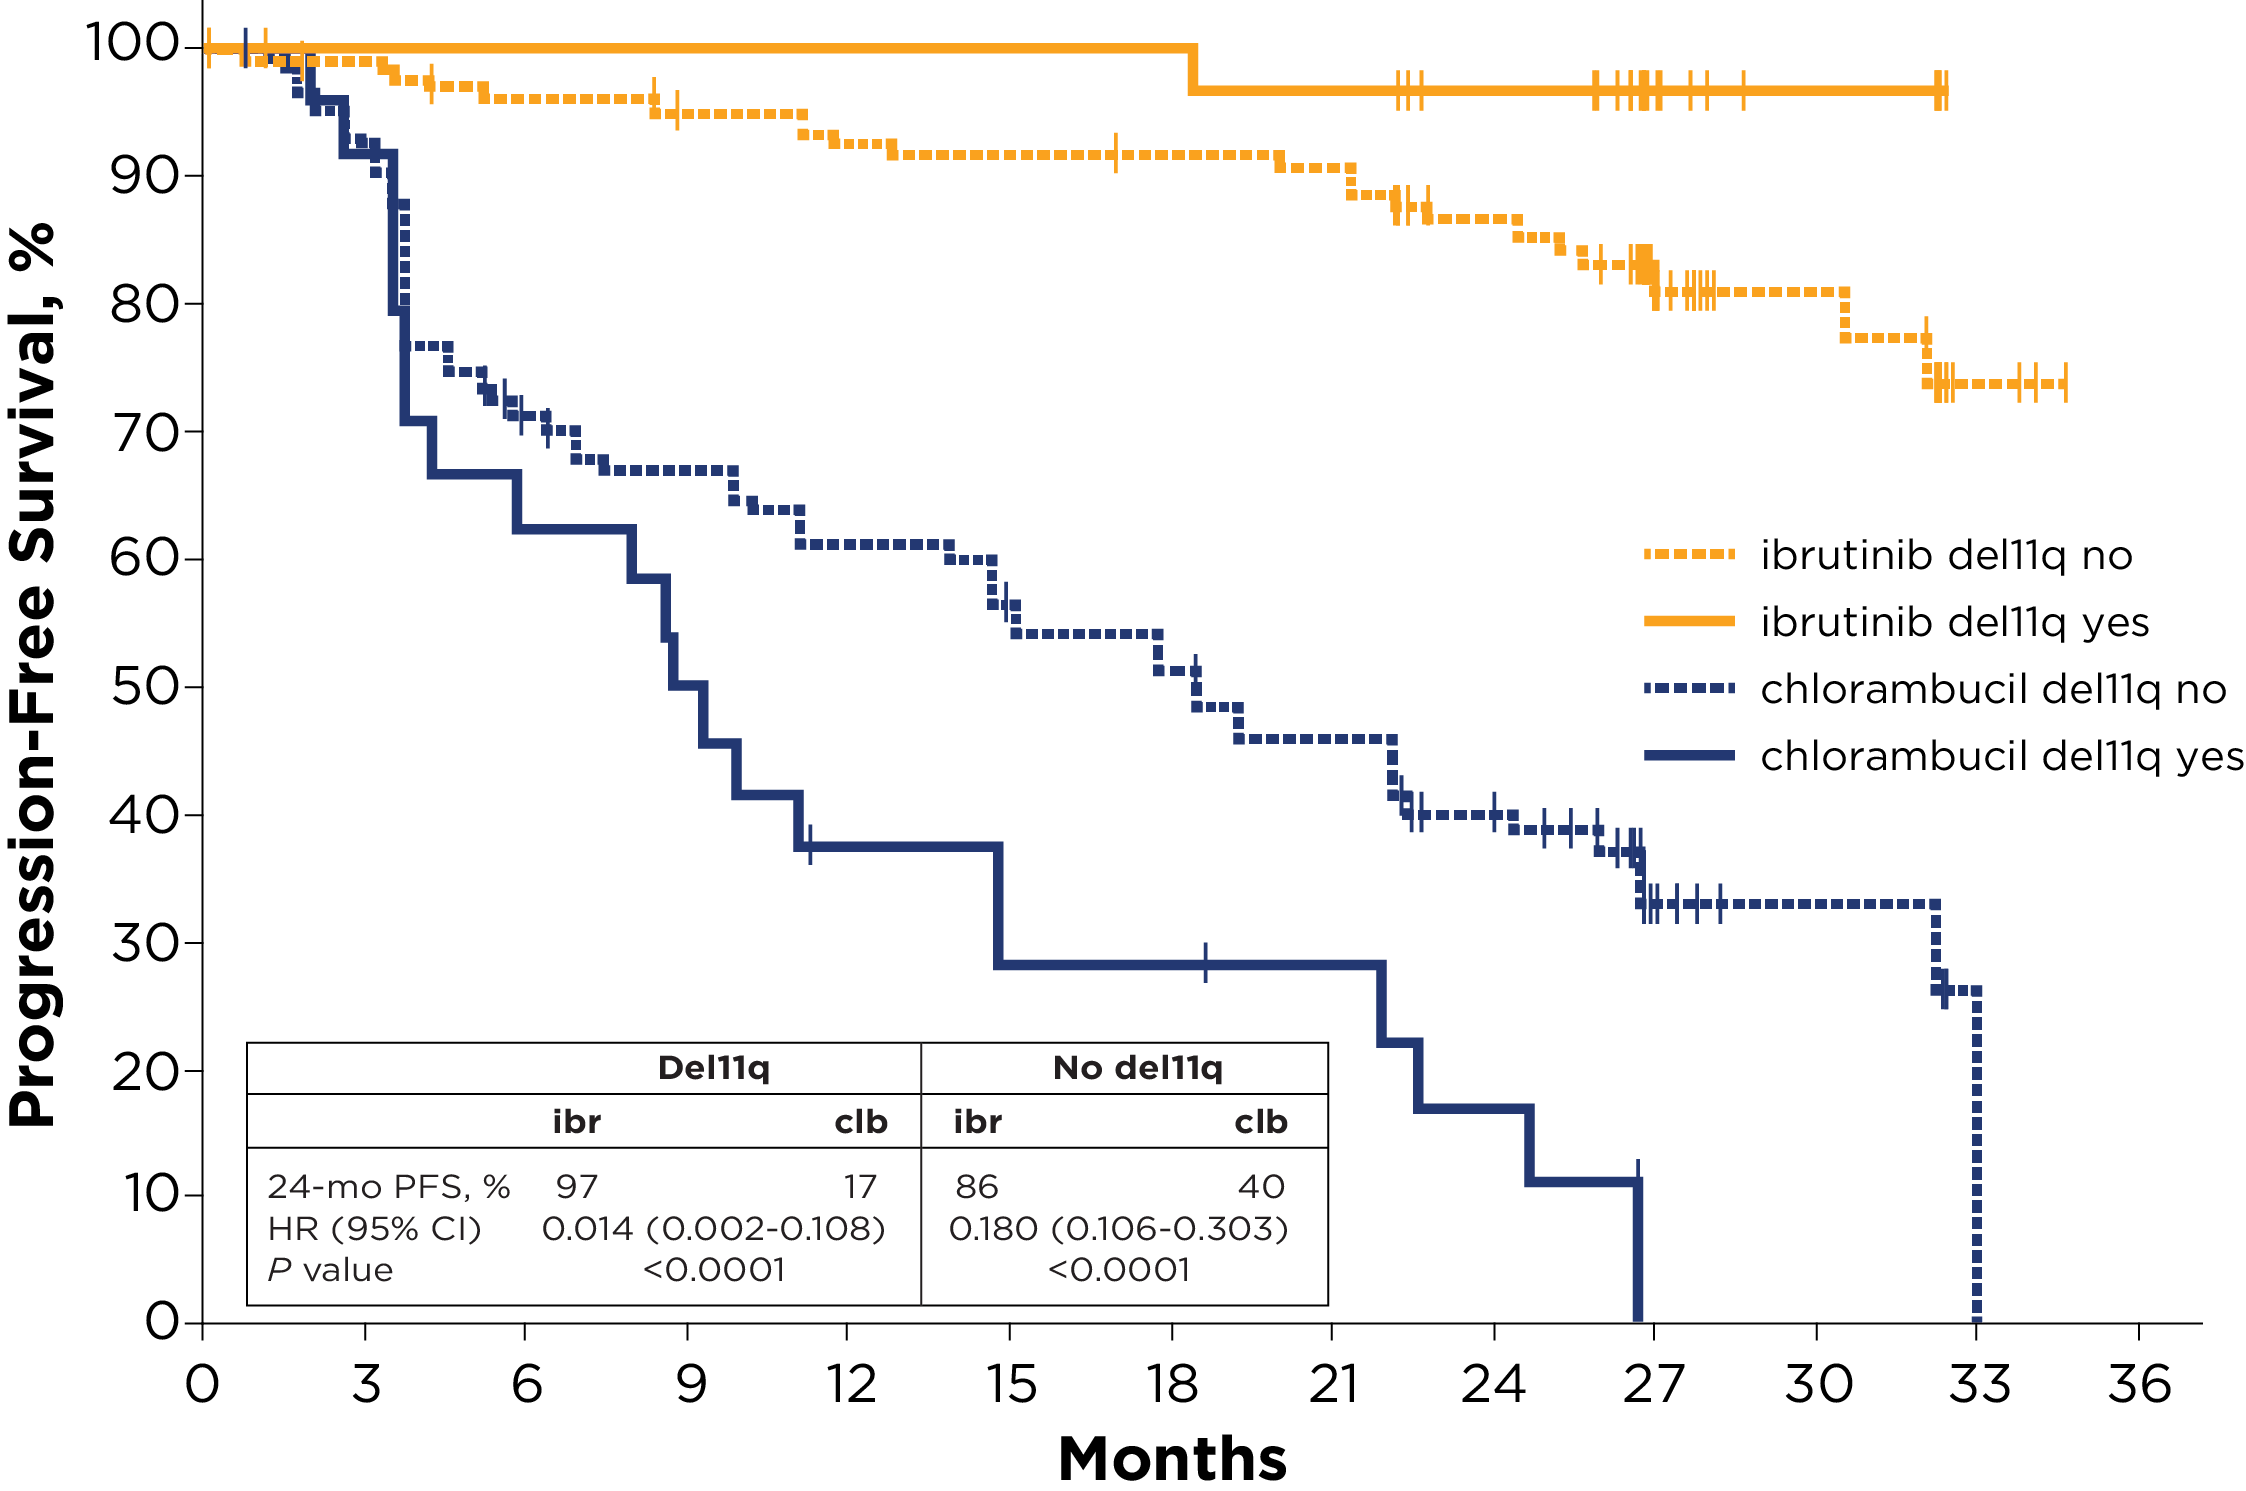 Progression-Free Survival, %
100
90
80
70
60
50
40
30
20
10
0
ibrutinib del11q no
ibrutinib del11q yes
chlorambucil del11q no
chlorambucil del11q yes
Del11q No del11q
ibr clb ibr clb
24-mo PFS, % 97 17 86 40
HR (95% CI) 0.014 (0.002-0.108) 0.180 (0.106-0.303)
P value <0.0001 <0.0001
0 3 6 9 12 15 18 21 24 27 30 33 36
Months